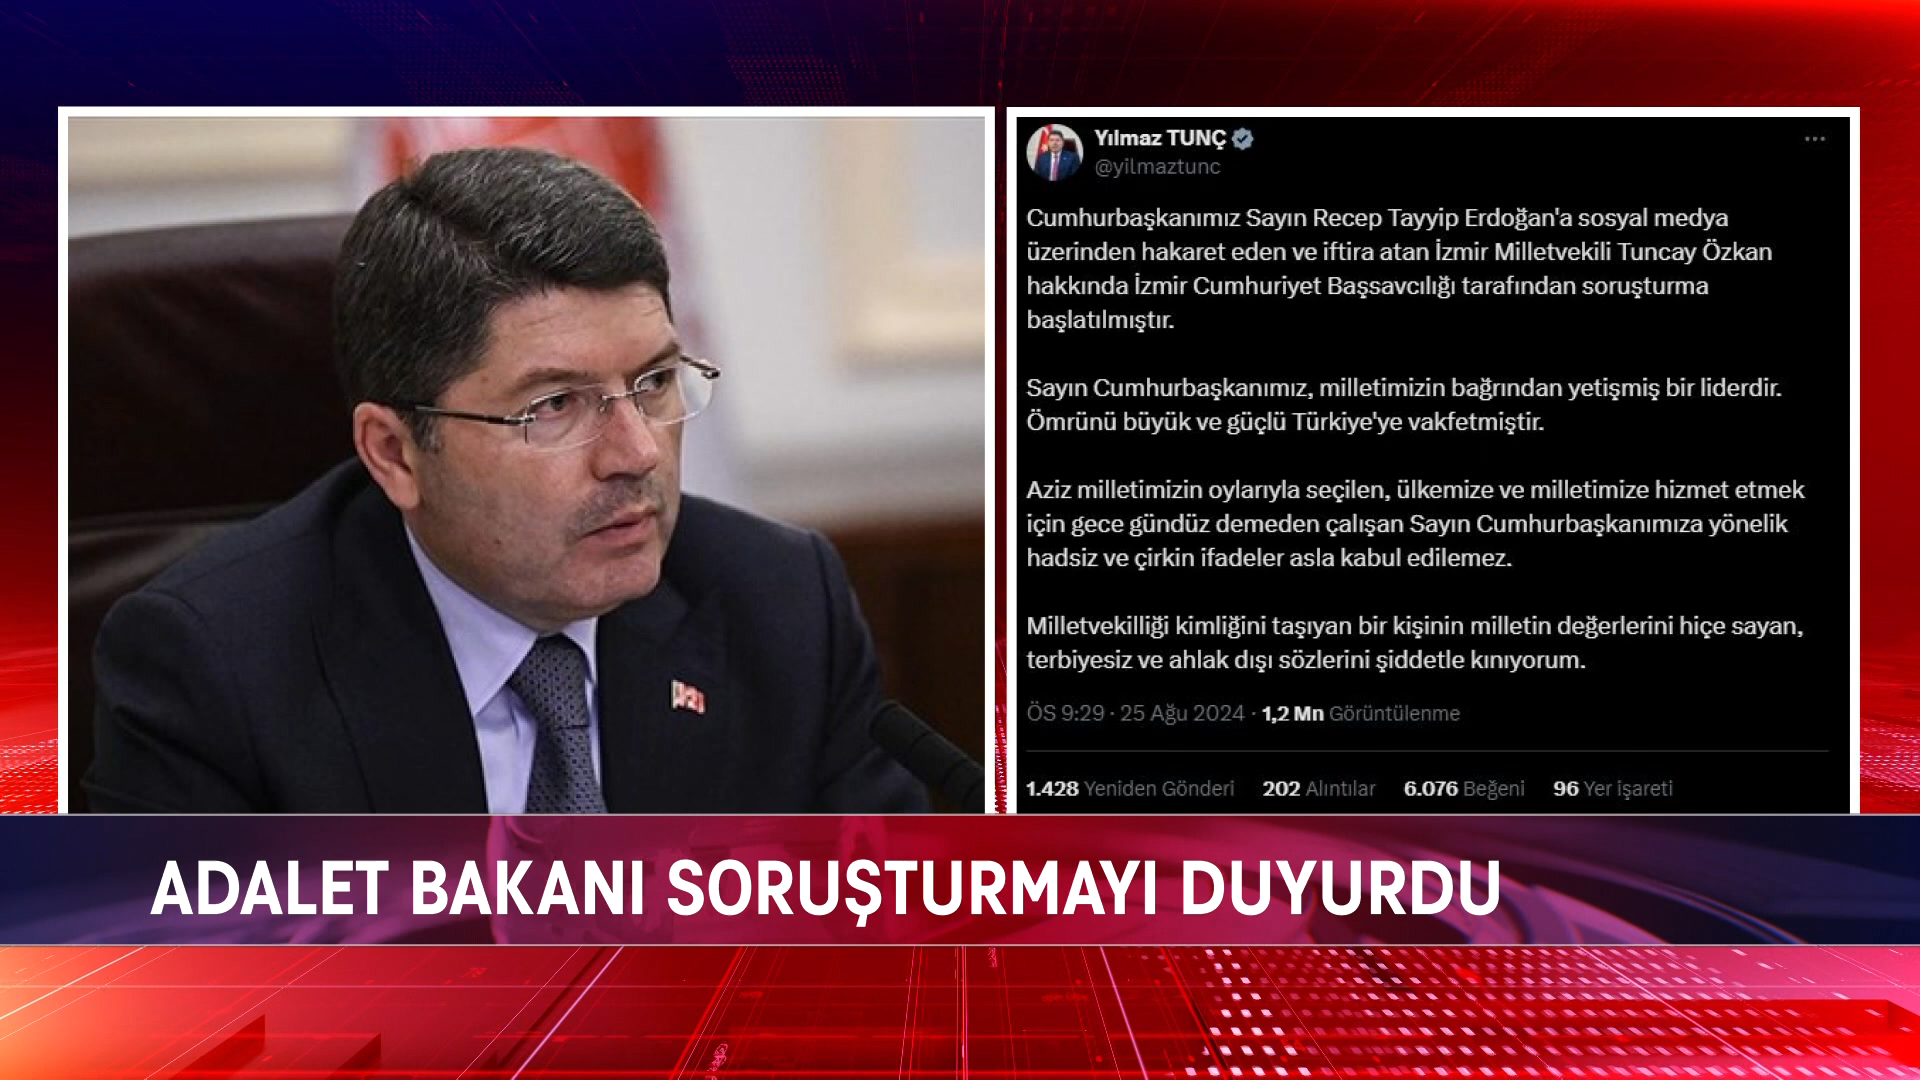 Yılmaz TUNÇ
@yilmaztunc
Cumhurbaşkanımız Sayın Recep Tayyip Erdoğan'a sosyal medya
üzerinden hakaret eden ve iftira atan İzmir Milletvekili Tuncay Özkan
hakkında İzmir Cumhuriyet Başsavcılığı tarafından soruşturma
başlatılmıştır.
Sayın Cumhurbaşkanımız, milletimizin bağrından yetişmiş bir liderdir.
Ömrünü büyük ve güçlü Türkiye'ye vakfetmiştir.
Aziz milletimizin oylarıyla seçilen, ülkemize ve milletimize hizmet etmek
için gece gündüz demeden çalışan Sayın Cumhurbaşkanımıza yönelik
hadsiz ve çirkin ifadeler asla kabul edilemez.
Milletvekilliği kimliğini taşıyan bir kişinin milletin değerlerini hiçe sayan,
terbiyesiz ve ahlak dışı sözlerini şiddetle kınıyorum.
ÖS 9:29 · 25 Ağu 2024 · 1,2 Mn Görüntülenme
1.428 Yeniden Gönderi 202 Alıntılar 6.076 Beğeni 96 Yer işareti
ADALET BAKANI SORUŞTURMAYI DUYURDU